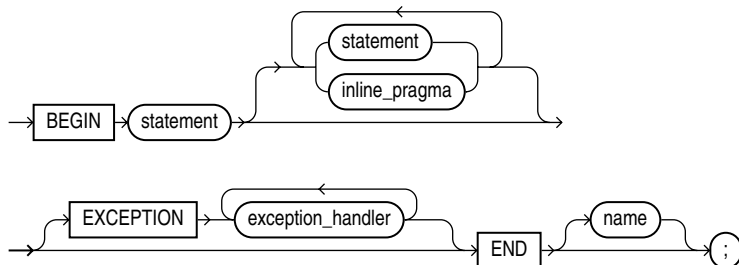 statement
inline_pragma
BEGIN statement
EXCEPTION exception_handler name
END ;